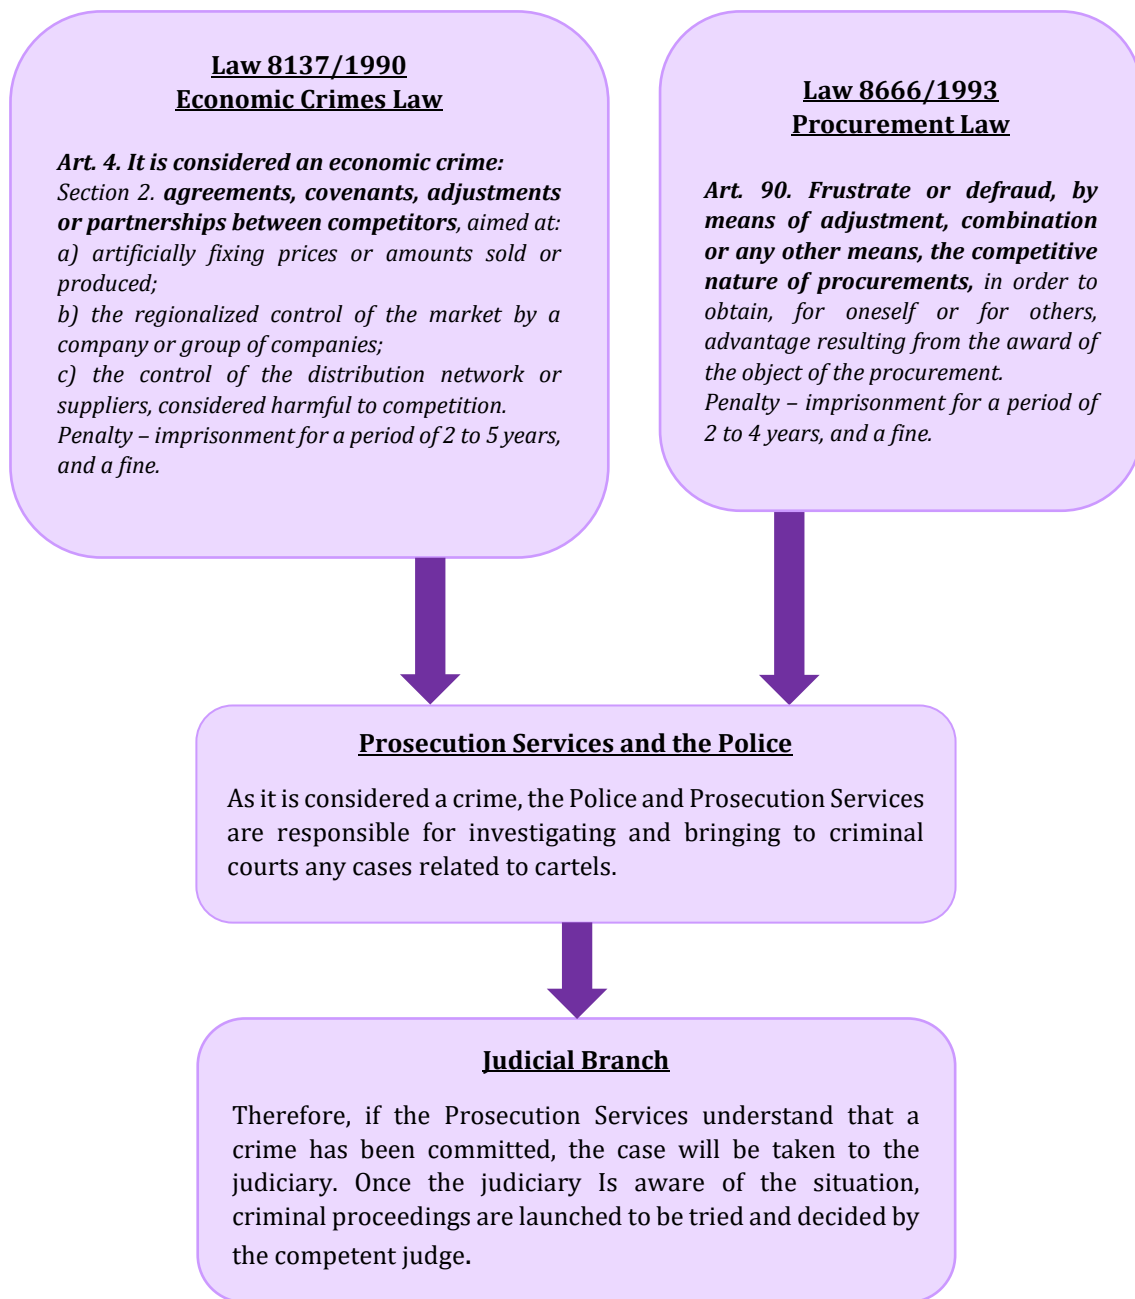 Law 8137/1990
Economic Crimes Law
Art. 4. It is considered an economic crime:
Section 2. agreements, covenants, adjustments
or partnerships between competitors, aimed at:
a) artificially fixing prices or amounts sold or
produced;
b) the regionalized control of the market by a
company or group of companies;
c) the control of the distribution network or
suppliers, considered harmful to competition.
Penalty – imprisonment for a period of 2 to 5 years,
and a fine.
Law 8666/1993
Procurement Law
Art. 90. Frustrate or defraud, by
means of adjustment, combination
or any other means, the competitive
nature of procurements, in order to
obtain, for oneself or for others,
advantage resulting from the award of
the object of the procurement.
Penalty – imprisonment for a period of
2 to 4 years, and a fine.
Prosecution Services and the Police
As it is considered a crime, the Police and Prosecution Services
are responsible for investigating and bringing to criminal
courts any cases related to cartels.
Judicial Branch
Therefore, if the Prosecution Services understand that a
crime has been committed, the case will be taken to the
judiciary. Once the judiciary Is aware of the situation,
criminal proceedings are launched to be tried and decided by
the competent judge.